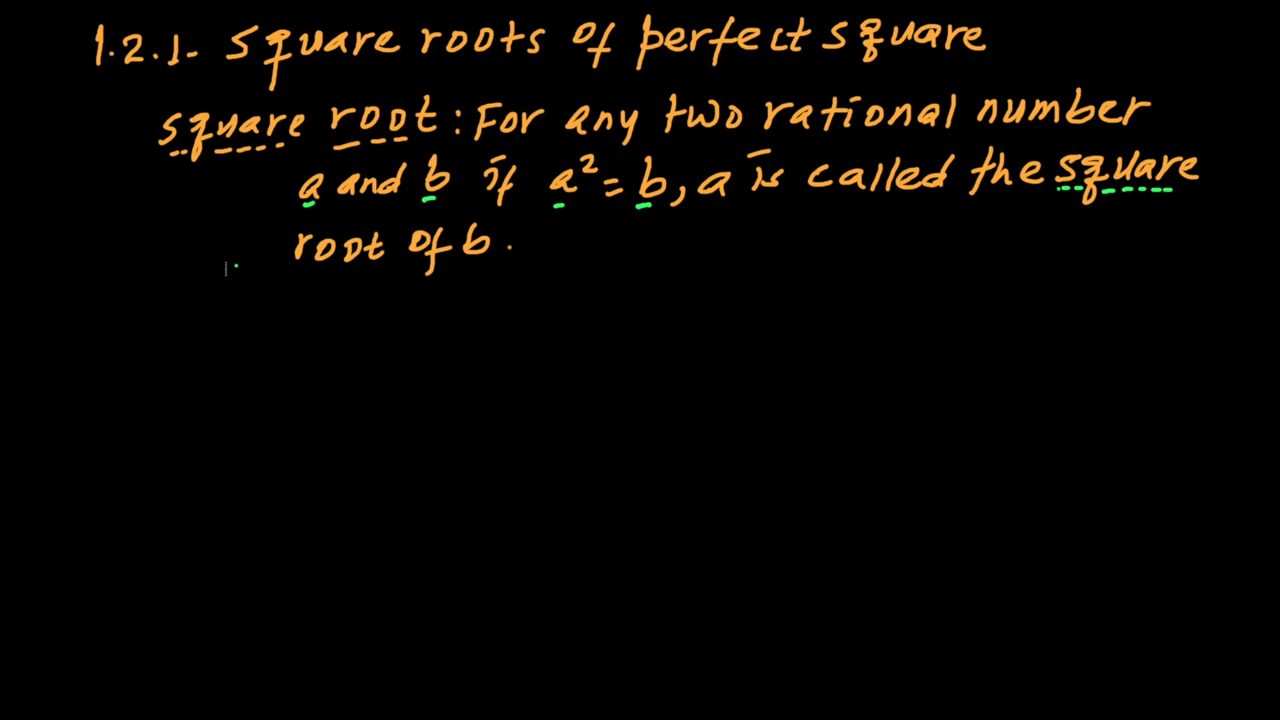 1.2.1- square roots of perfect square
square root : For any two rational number
a and b if a² = b, a is called the square
root of b.